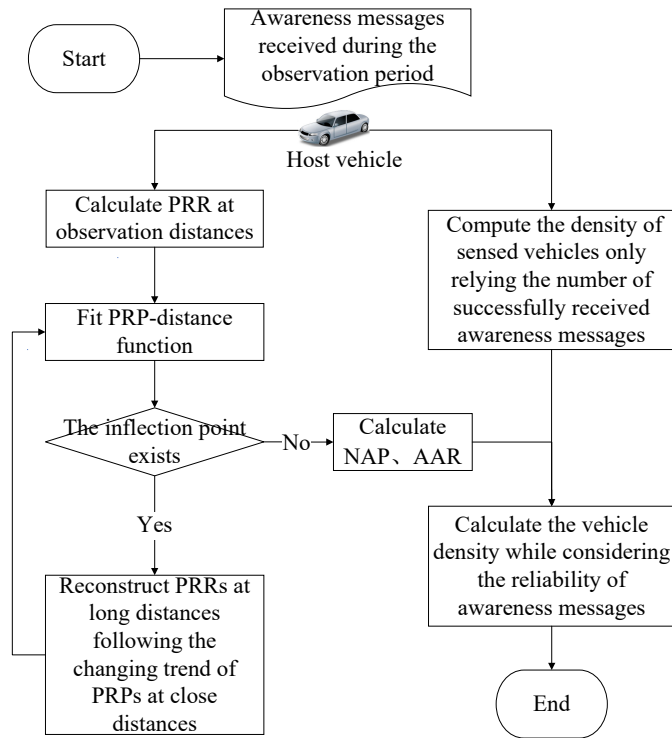 Start
Awareness messages
received during the
observation period
Host vehicle
Calculate PRR at
observation distances
Compute the density of
sensed vehicles only
relying the number of
successfully received
awareness messages
Fit PRP-distance
function
The inflection point
exists
No
Calculate
NAP、AAR
Yes
Calculate the vehicle
density while considering
the reliability of
awareness messages
Reconstruct PRRs at
long distances
following the
changing trend of
PRPs at close
distances
End